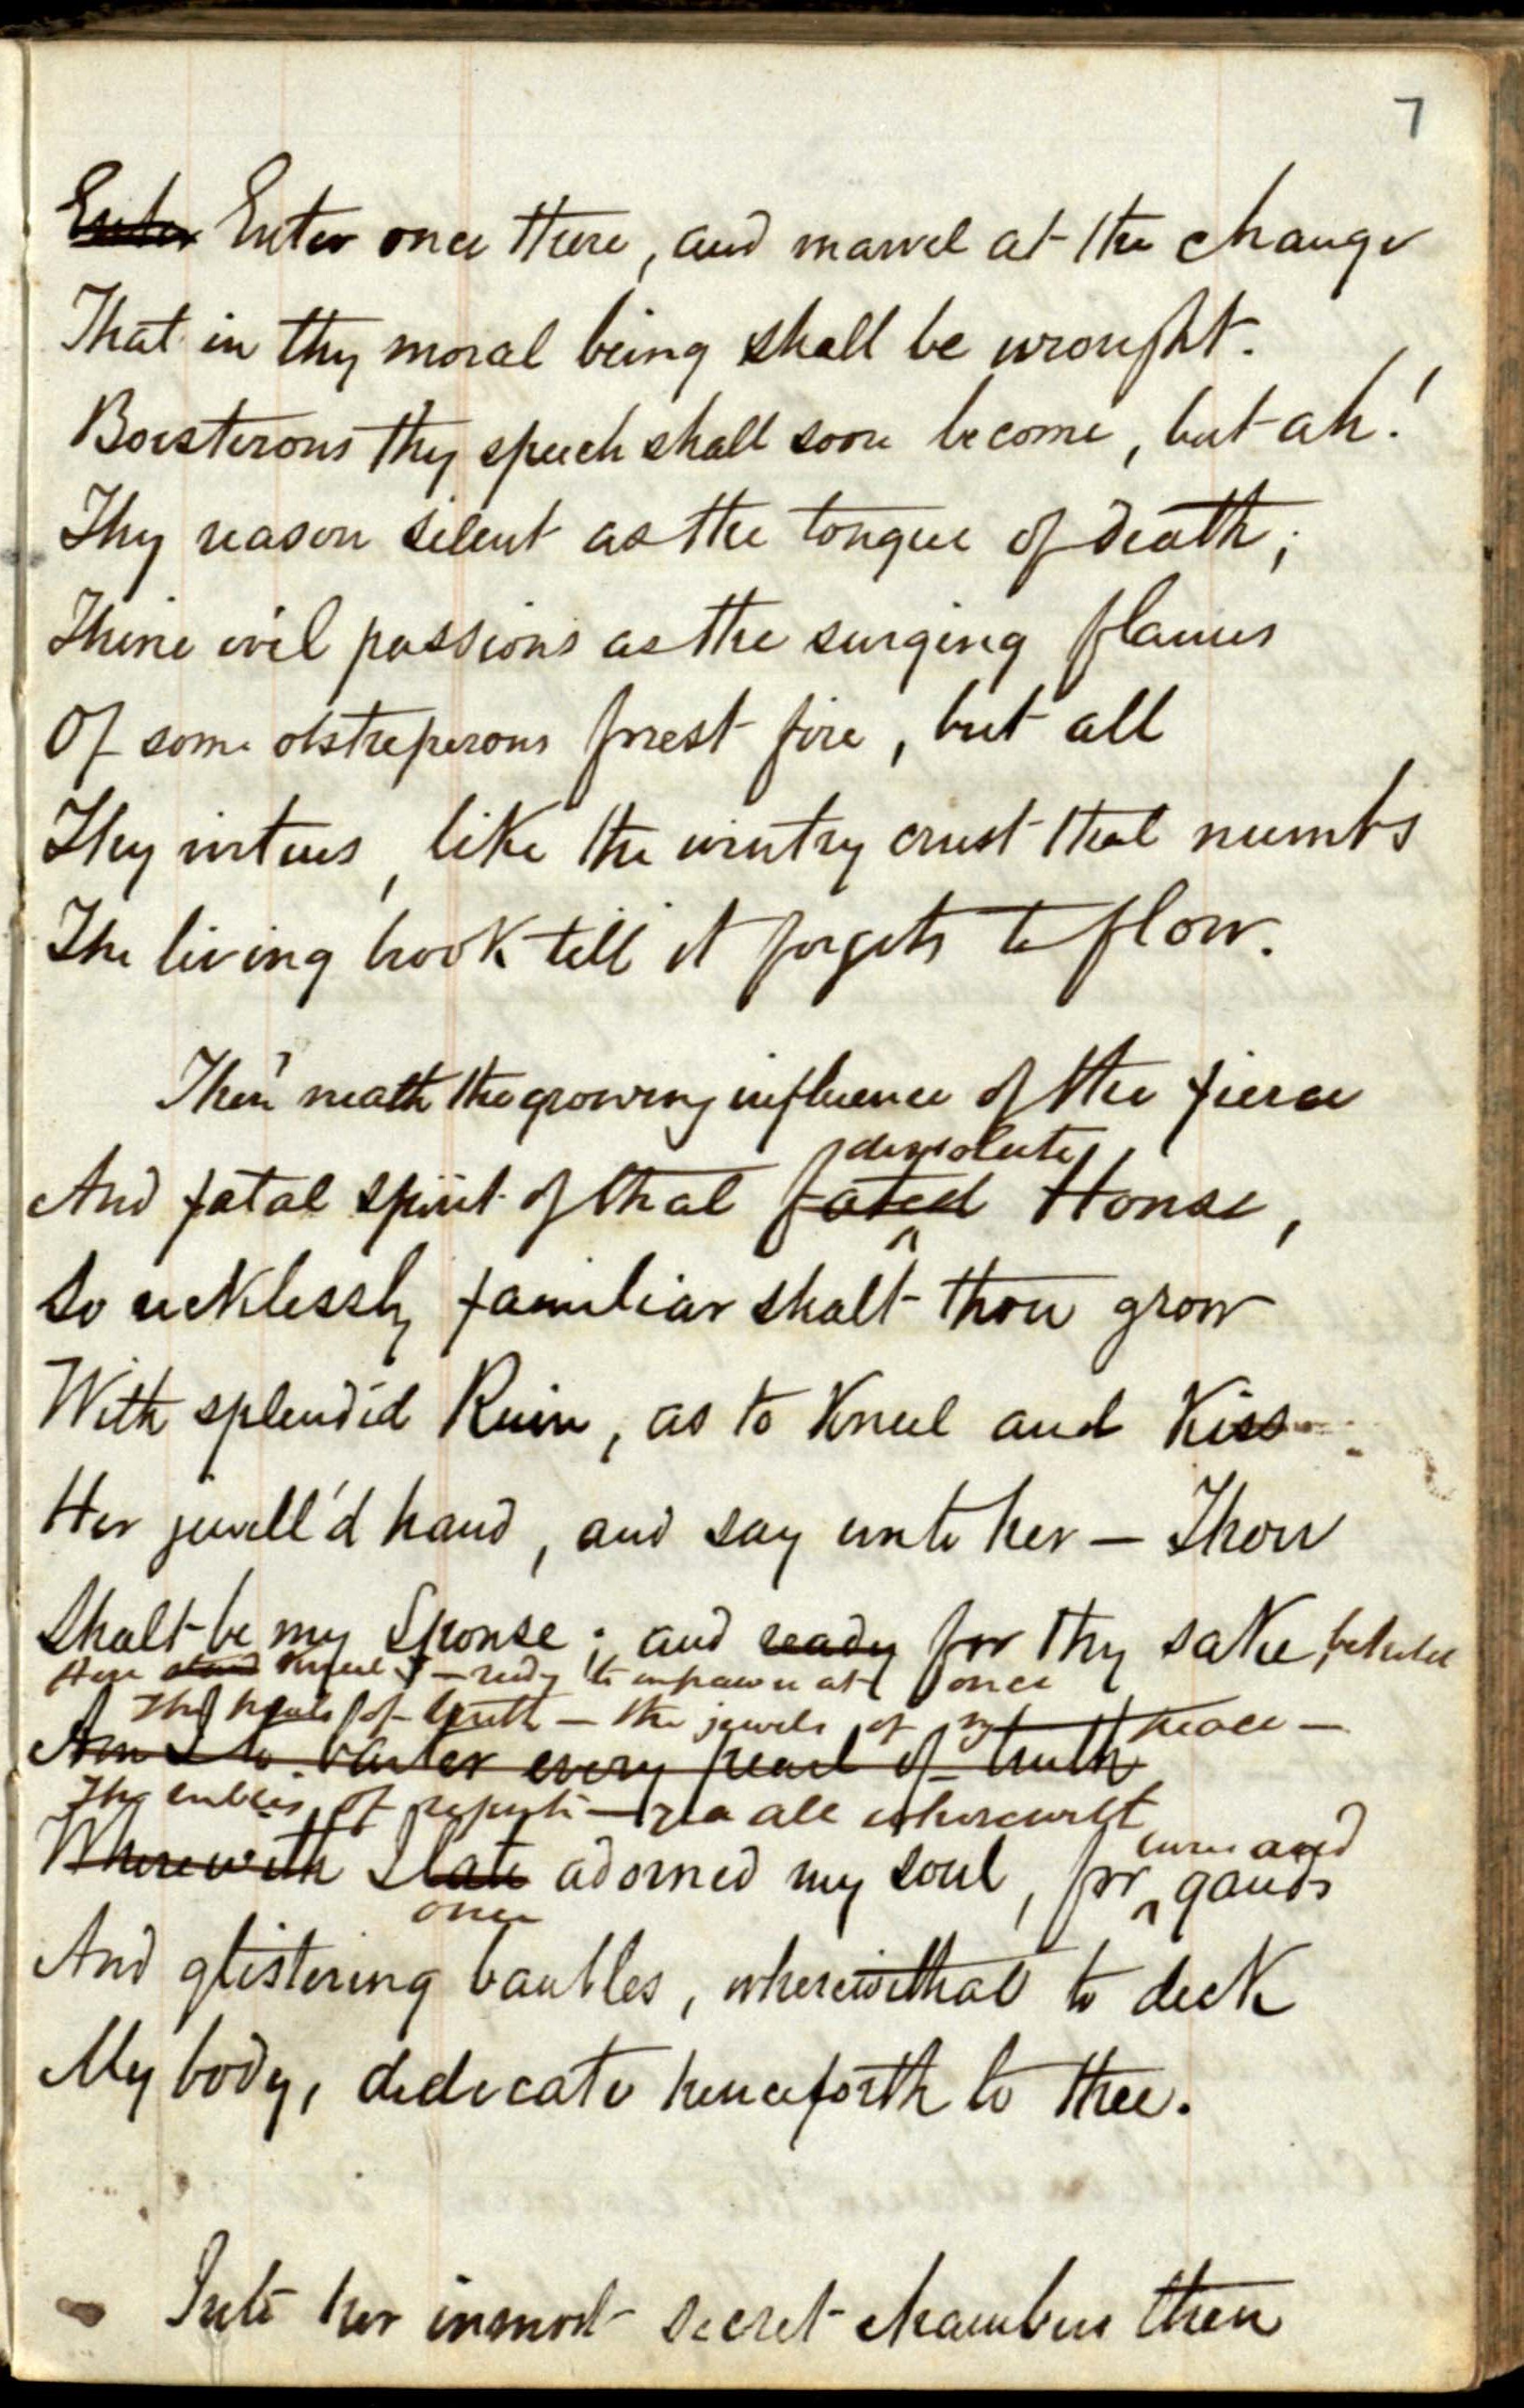 7
Enter Enter once there, and marvel at the change
That in thy moral being shall be wrought.
Boisterous thy speech shall soon become, but ah!
Thy reason silent as the tongue of death;
Thine evil passions as the surging flames
Of some obstreperous forest fire, but all
Thy virtues, like the wintry crust that numbs
The living brook till it forgets to flow.
Then 'neath the growing influence of the fierce
dissolute
And fatal spirit of that fated House,
So recklessly familiar shalt thou grow
With splendid Ruin, as to Kneel and Kiss
Her jewell'd hand, and say unto her — Thou
Shalt be my Spouse; and ready for thy sake, behold
Here stand Kneel I — ready to impawn at once
The pearls of truth — the jewels of my peace —
Am I to barter every pearl of truth
The rubies of — yea all wherewith
turn and
Wherewith I late adorned my soul, for gauds
once
And glistering baubles, wherewithal to deck
My body, dedicate henceforth to thee.
Into her inmost secret chambers then